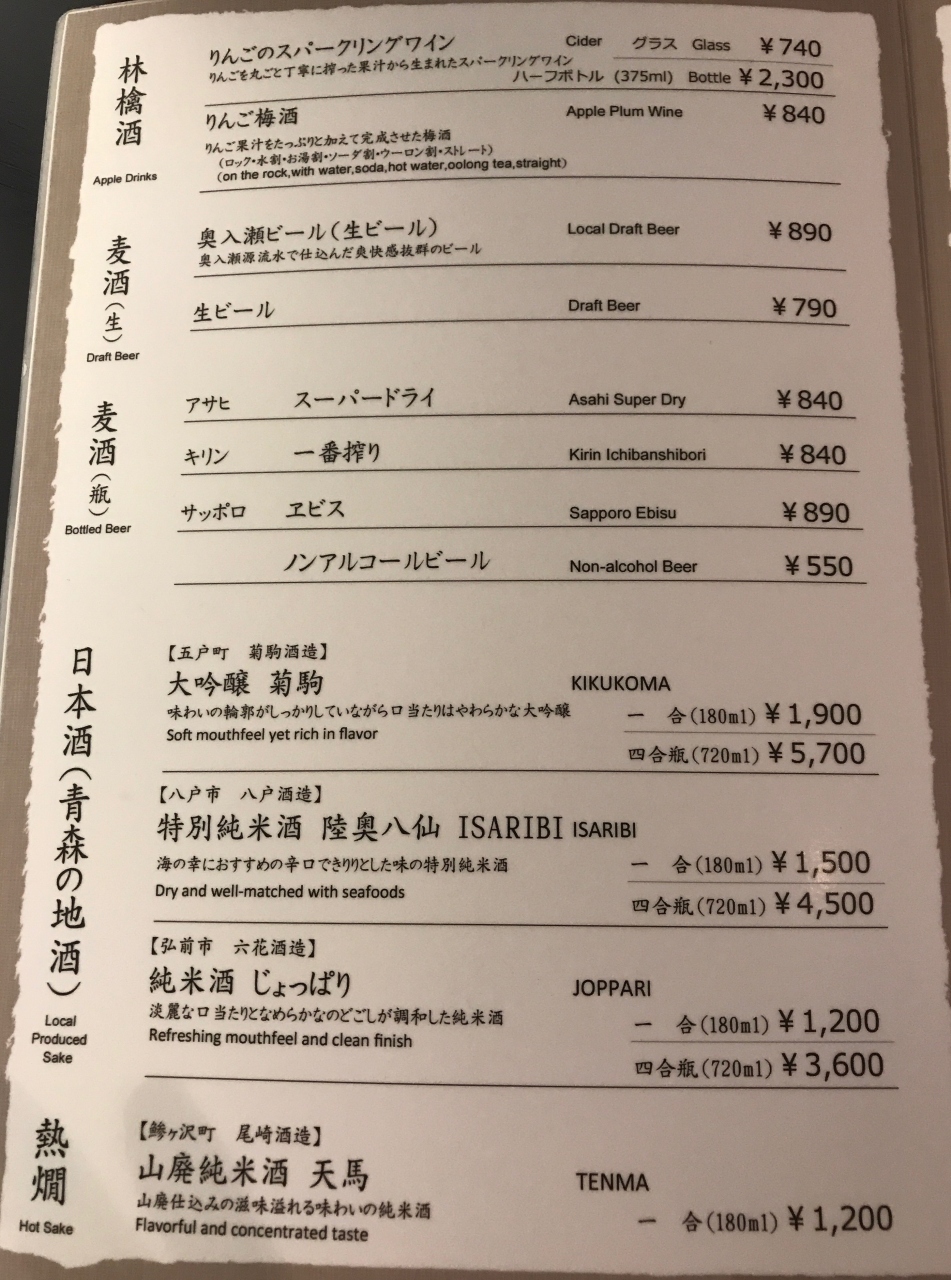 林檎酒
Apple Drinks
りんごのスパークリングワイン Cider グラス Glass ¥740
りんごを丸ごと丁寧に搾った果汁から生まれたスパークリングワイン
ハーフボトル (375ml) Bottle ¥2,300
りんご梅酒 Apple Plum Wine ¥840
りんご果汁をたっぷりと加えて完成させた梅酒
(ロック・水割・お湯割・ソーダ割・ウーロン割・ストレート)
(on the rock,with water,soda,hot water,oolong tea,straight)
麦酒(生)
Draft Beer
奥入瀬ビール(生ビール) Local Draft Beer ¥890
奥入瀬源流水で仕込んだ爽快感抜群のビール
生ビール Draft Beer ¥790
麦酒(瓶)
Bottled Beer
アサヒ スーパードライ Asahi Super Dry ¥840
キリン 一番搾り Kirin Ichibanshibori ¥840
サッポロ ヱビス Sapporo Ebisu ¥890
ノンアルコールビール Non-alcohol Beer ¥550
日本酒(青森の地酒)
Local
Produced
Sake
【五戸町 菊駒酒造】
大吟醸 菊駒 KIKUKOMA
味わいの輪郭がしっかりしていながら口当たりはやわらかな大吟醸 一 合(180ml) ¥1,900
Soft mouthfeel yet rich in flavor
四合瓶(720ml) ¥5,700
【八戸市 八戸酒造】
特別純米酒 陸奥八仙 ISARIBI ISARIBI
海の幸におすすめの辛口できりりとした味の特別純米酒 一 合(180ml) ¥1,500
Dry and well-matched with seafoods
四合瓶(720ml) ¥4,500
【弘前市 六花酒造】
純米酒 じょっぱり JOPPARI
淡麗な口当たりとなめらかなのどごしが調和した純米酒 一 合(180ml) ¥1,200
Refreshing mouthfeel and clean finish
四合瓶(720ml) ¥3,600
熱燗
Hot Sake
【鰺ヶ沢町 尾崎酒造】
山廃純米酒 天馬 TENMA
山廃仕込みの滋味溢れる味わいの純米酒 一 合(180ml) ¥1,200
Flavorful and concentrated taste